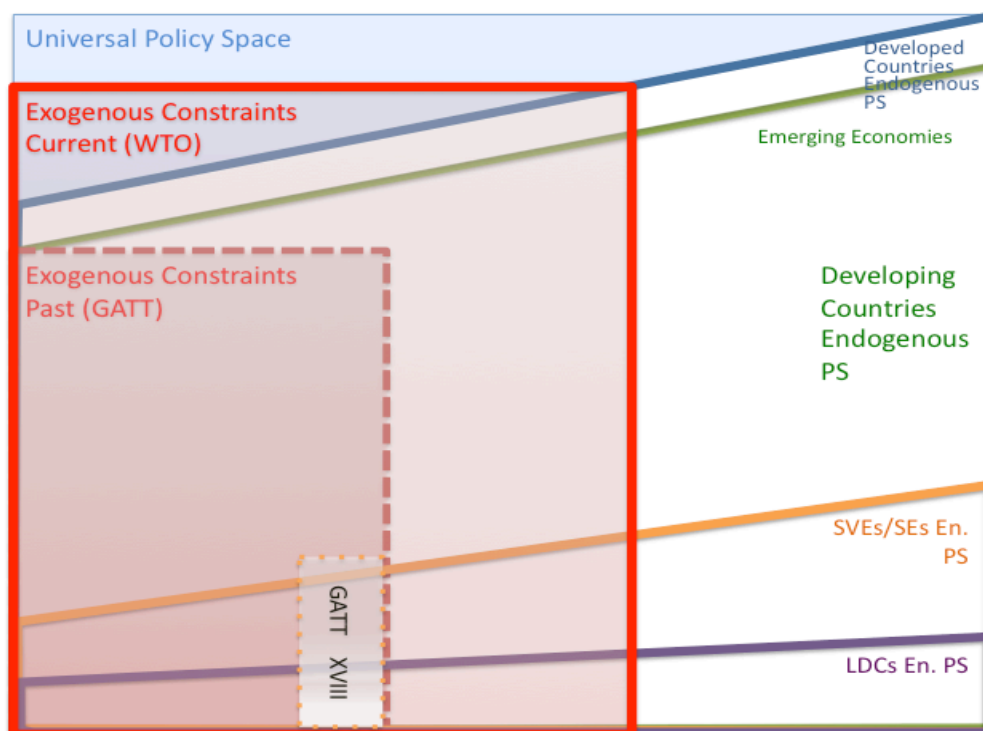 Universal Policy Space
Developed
Countries
Endogenous
PS
Exogenous Constraints
Current (WTO)
Emerging Economies
Exogenous Constraints
Past (GATT)
Developing
Countries
Endogenous
PS
SVEs/SEs En.
PS
GATT XVIII
LDCs En. PS